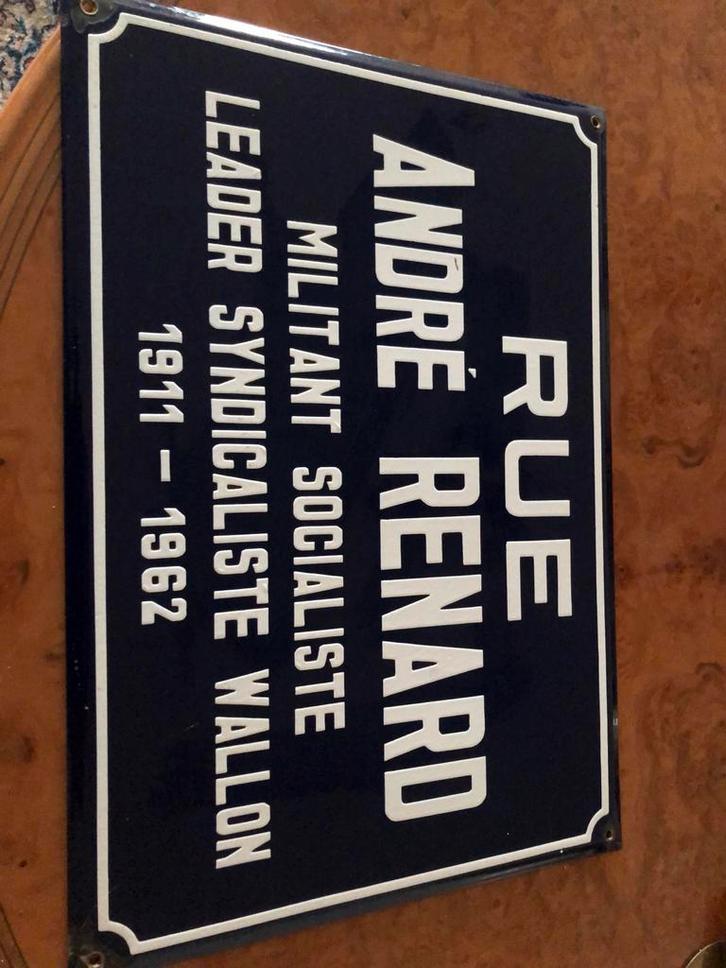 RUE
ANDRÉ RENARD
MILITANT SOCIALISTE
LEADER SYNDICALISTE WALLON
1911 – 1962